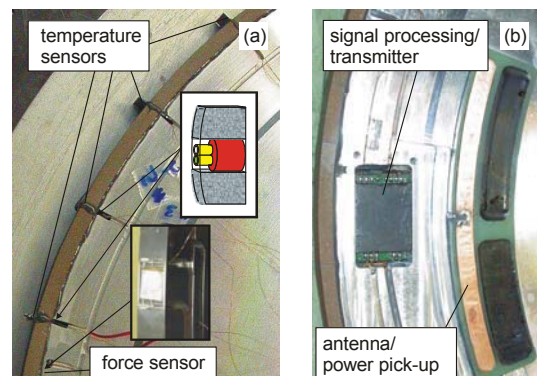 temperature
sensors
(a)
force sensor
signal processing/
transmitter
(b)
antenna/
power pick-up